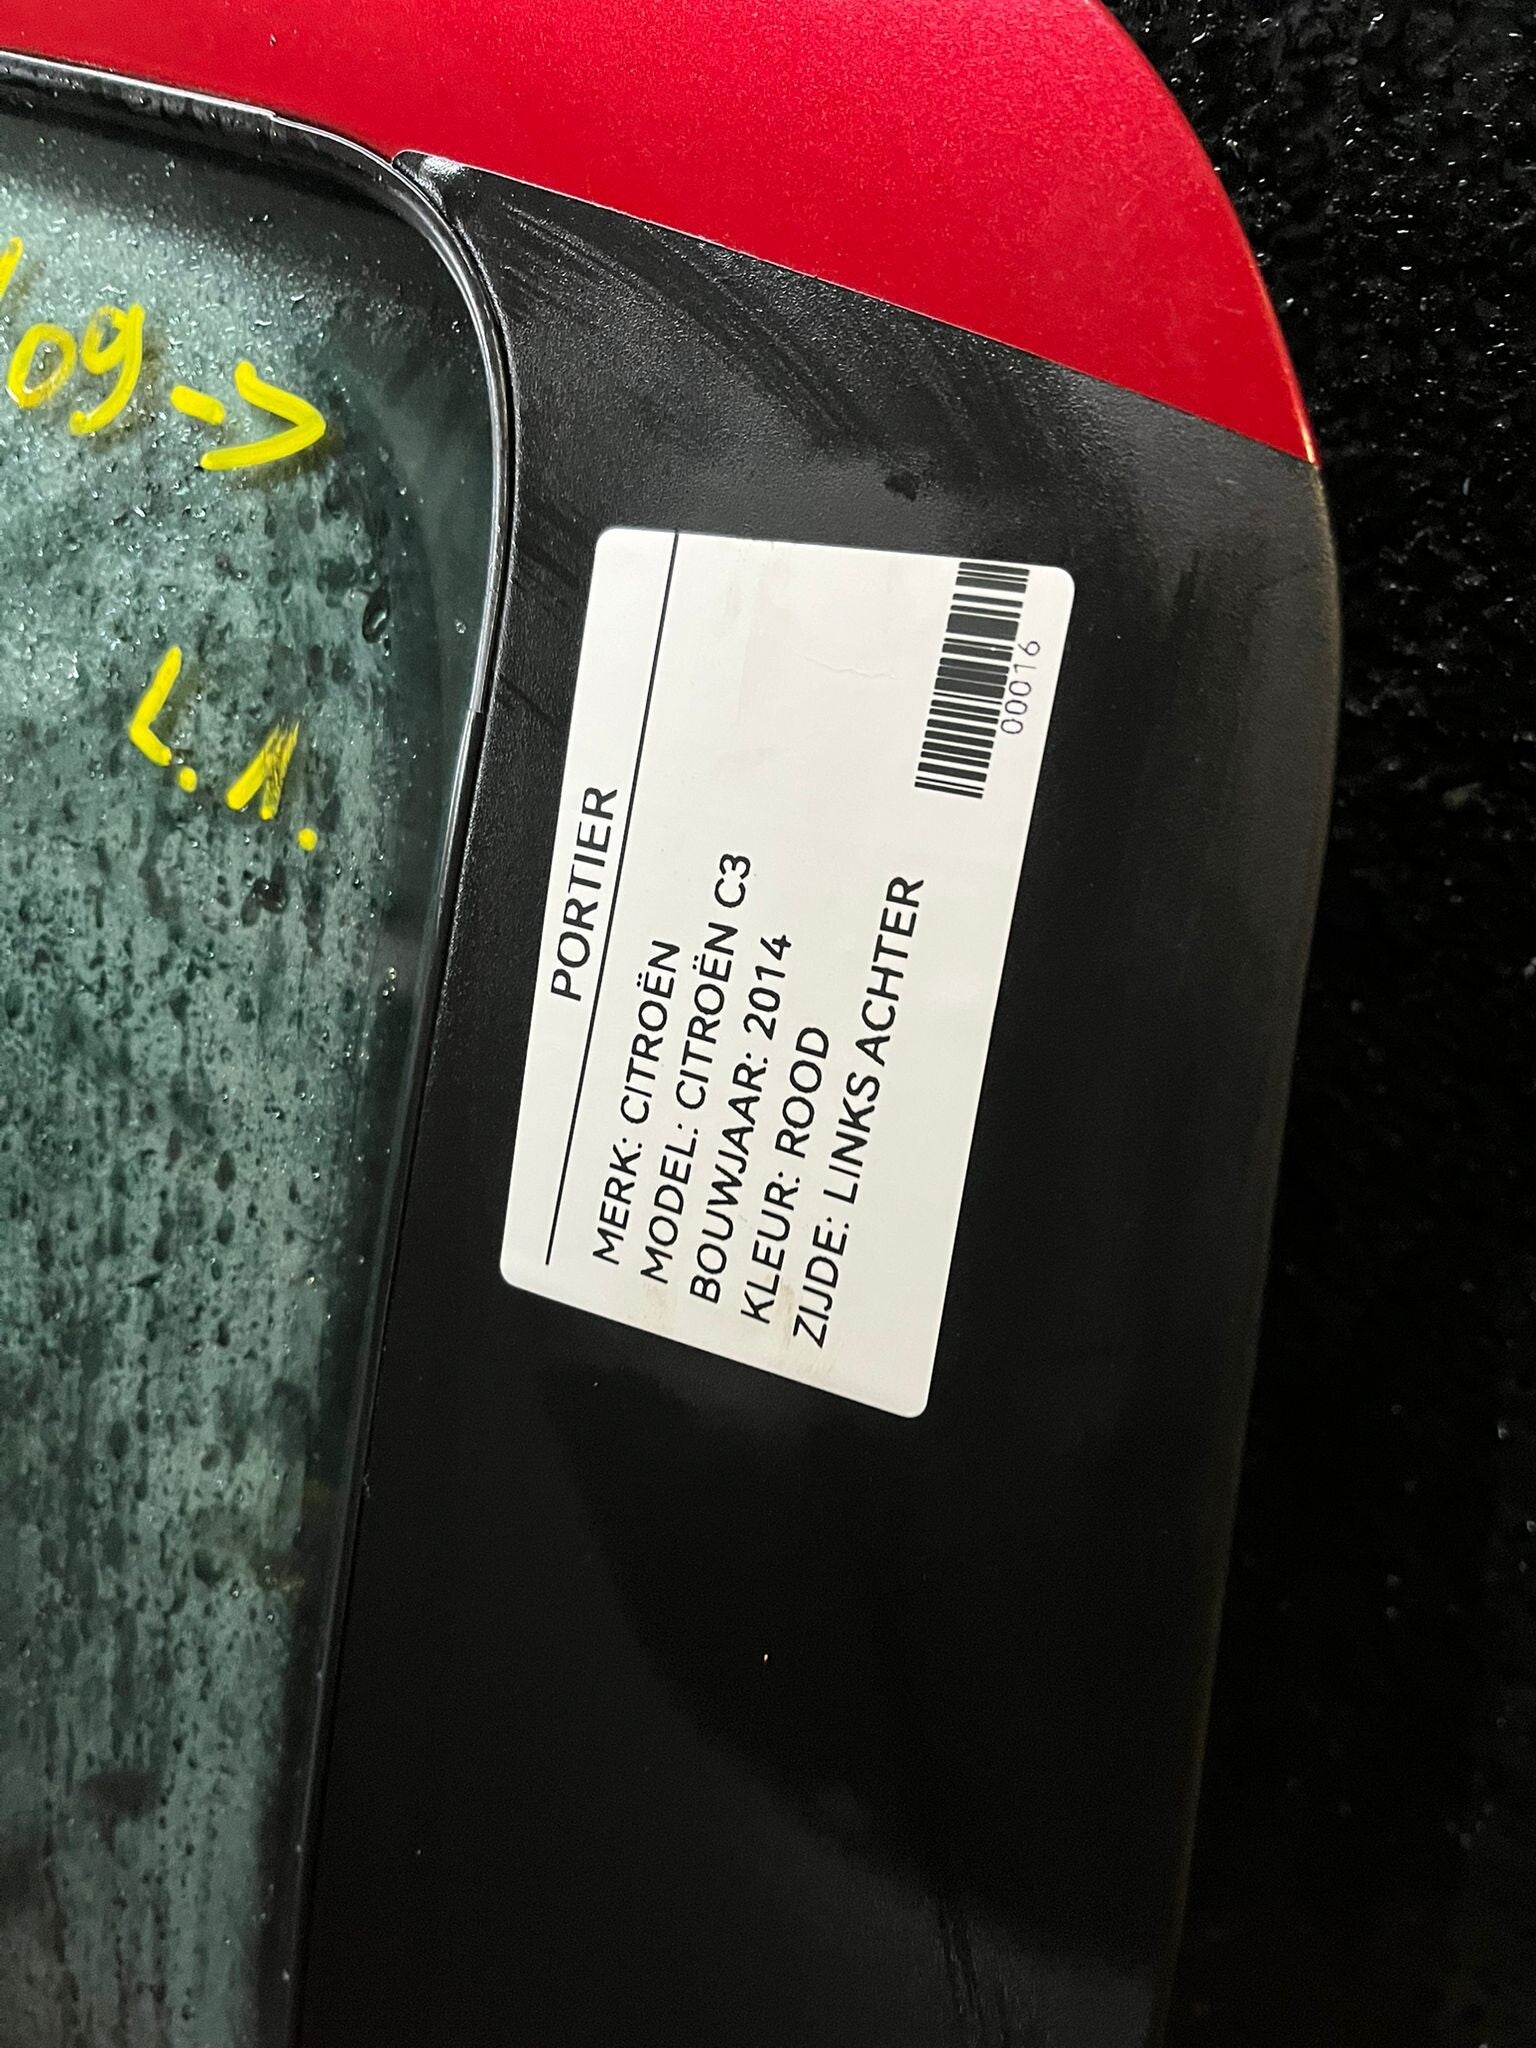 PORTIER
MERK: CITROËN
MODEL: CITROËN C3
BOUWJAAR: 2014
KLEUR: ROOD
ZIJDE: LINKS ACHTER
00016
09->
L.A.